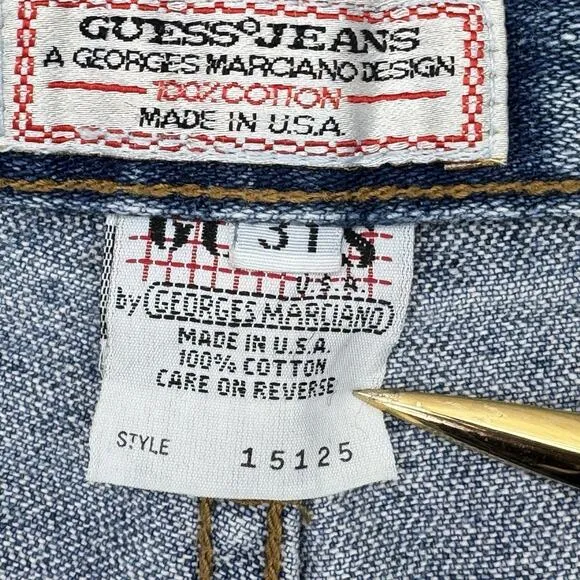 GUESS® JEANS
A GEORGES MARCIANO DESIGN
100% COTTON
MADE IN U.S.A.
31
U.S.A.
by GEORGES MARCIANO
MADE IN U.S.A.
100% COTTON
CARE ON REVERSE
STYLE 15125